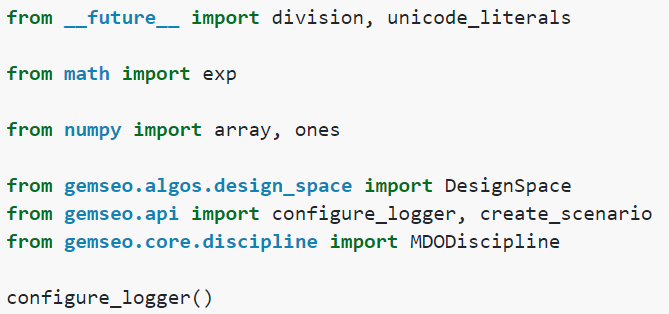 from __future__ import division, unicode_literals
from math import exp
from numpy import array, ones
from gemseo.algos.design_space import DesignSpace
from gemseo.api import configure_logger, create_scenario
from gemseo.core.discipline import MDODiscipline
configure_logger()